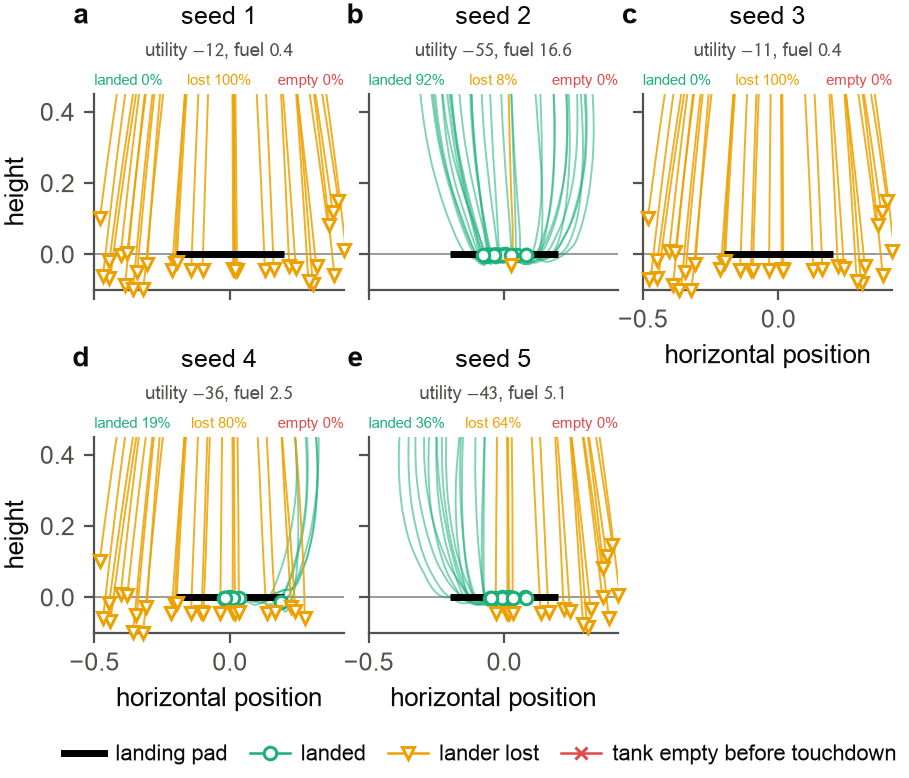 a seed 1
utility −12, fuel 0.4
landed 0% lost 100% empty 0%
b seed 2
utility −55, fuel 16.6
landed 92% lost 8% empty 0%
c seed 3
utility −11, fuel 0.4
landed 0% lost 100% empty 0%
height
0.4
0.2
0.0
−0.5 0.0
horizontal position
d seed 4
utility −36, fuel 2.5
landed 19% lost 80% empty 0%
e seed 5
utility −43, fuel 5.1
landed 36% lost 64% empty 0%
height
0.4
0.2
0.0
−0.5 0.0
horizontal position
−0.5 0.0
horizontal position
landing pad landed lander lost tank empty before touchdown